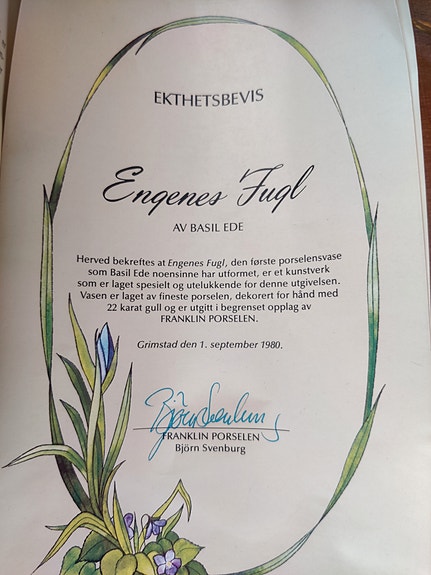 EKTHETSBEVIS
Engenes Fugl
AV BASIL EDE
Herved bekreftes at Engenes Fugl, den første porselensvase
som Basil Ede noensinne har utformet, er et kunstverk
som er laget spesielt og utelukkende for denne utgivelsen.
Vasen er laget av fineste porselen, dekorert for hånd med
22 karat gull og er utgitt i begrenset opplag av
FRANKLIN PORSELEN.
Grimstad den 1. september 1980.
FRANKLIN PORSELEN
Björn Svenburg